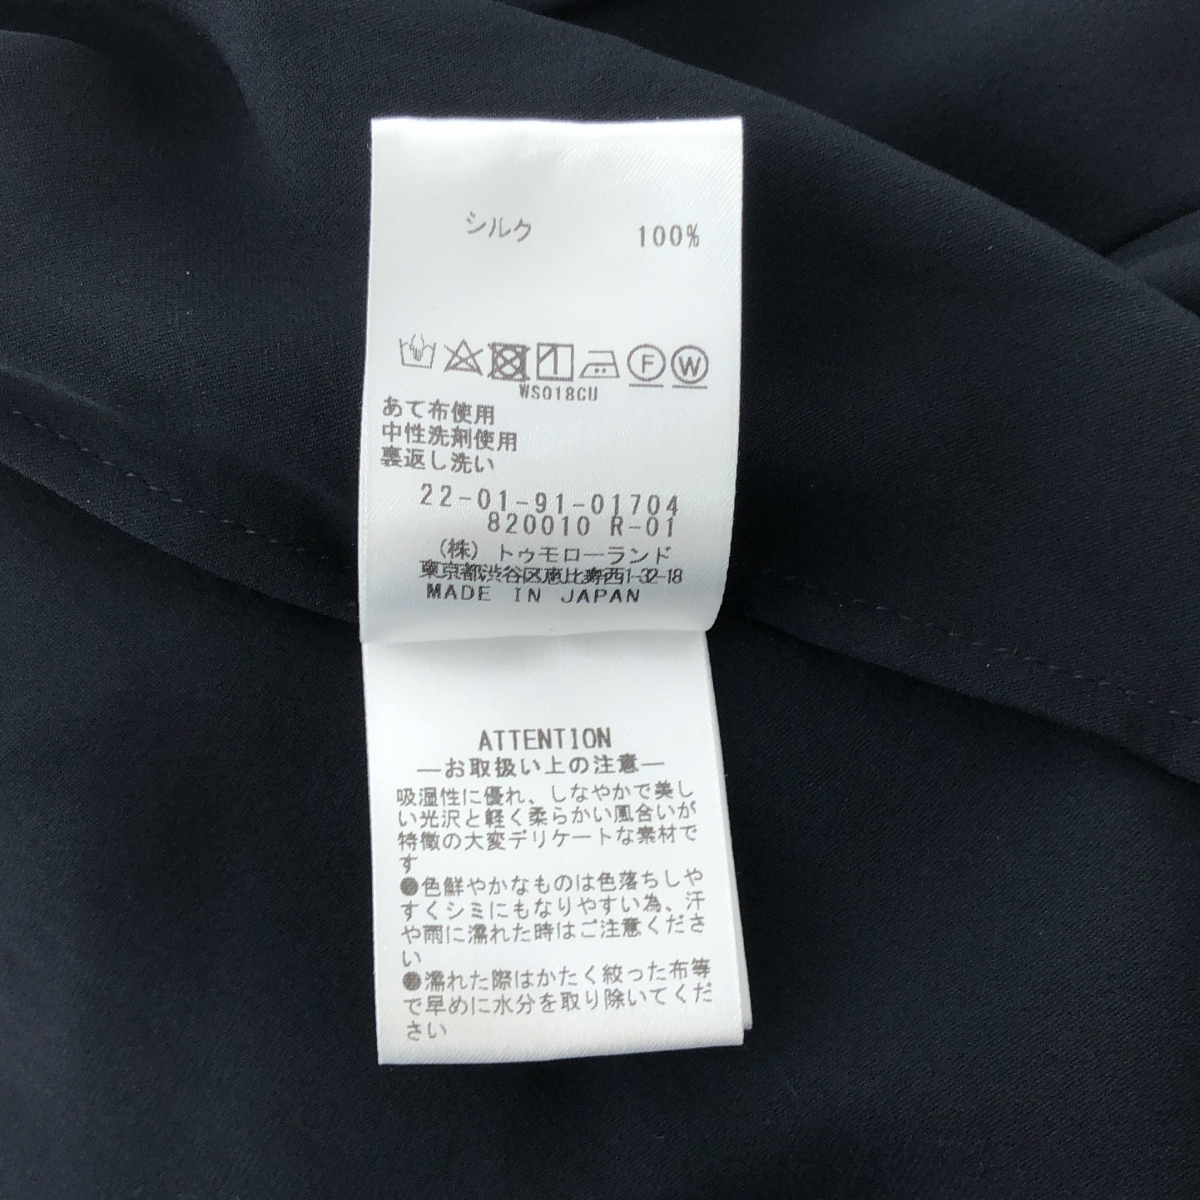 シルク 100%
F W
WS018CU
あて布使用
中性洗剤使用
裏返し洗い
22-01-91-01704
820010 R-01
(株) トゥモローランド
東京都渋谷区恵比寿西1-32-18
MADE IN JAPAN
ATTENTION
―お取扱い上の注意―
吸湿性に優れ、しなやかで美し
い光沢と軽く柔らかい風合いが
特徴の大変デリケートな素材で
す
●色鮮やかなものは色落ちしや
すくシミにもなりやすい為、汗
や雨に濡れた時はご注意くださ
い
●濡れた際はかたく絞った布等
で早めに水分を取り除いてくだ
さい